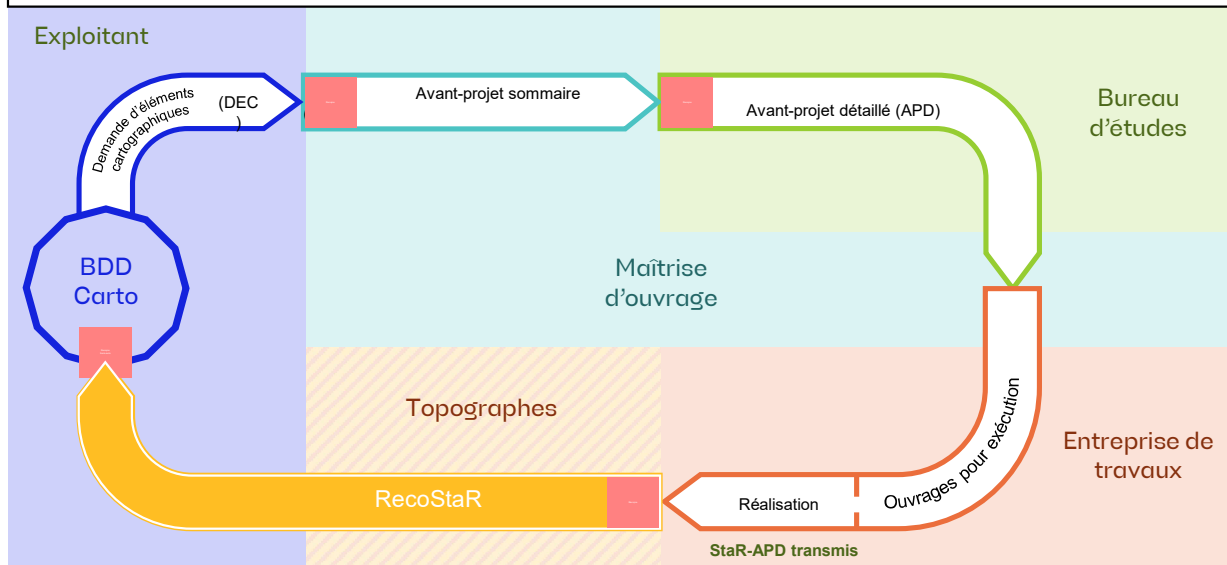 Exploitant
Demande d'éléments
cartographiques
(DEC
)
Avant-projet sommaire
Avant-projet détaillé (APD)
Bureau
d'études
BDD
Carto
Maîtrise
d'ouvrage
Topographes
Ouvrages pour exécution
Entreprise de
travaux
RecoStaR
Réalisation
StaR-APD transmis